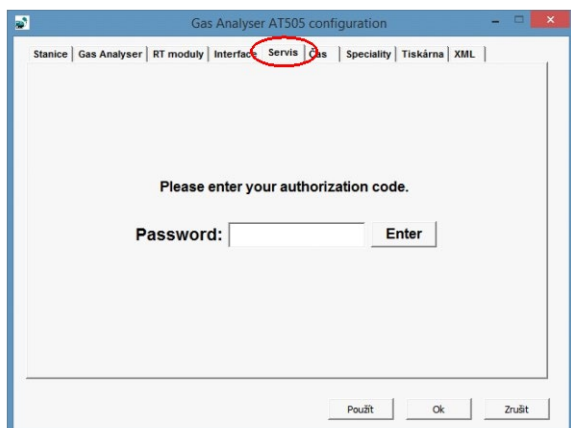 Gas Analyser AT505 configuration
Stanice Gas Analyser RT moduly Interface Servis Čas Speciality Tiskárna XML
Please enter your authorization code.
Password: Enter
Použít Ok Zrušit